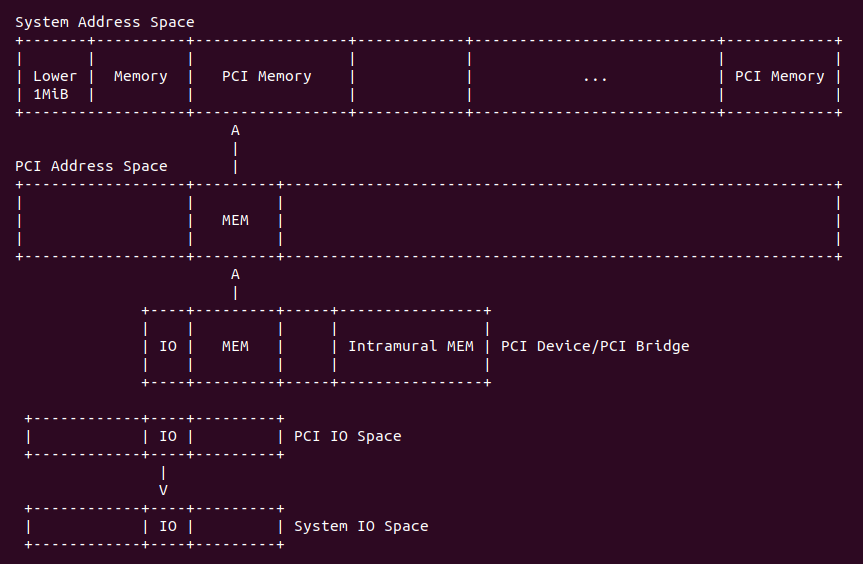 System Address Space
+-------+----------+-----------------+------------+---------------------------+------------+
|       |          |                 |            |                           |            |
| Lower |  Memory  |   PCI Memory    |            |            ...            | PCI Memory |
| 1MiB  |          |                 |            |                           |            |
+------------------+-----------------+------------+---------------------------+------------+
                        A
                        |
PCI Address Space       |
+------------------+---------+-------------------------------------------------------------+
|                  |         |                                                             |
|                  |   MEM   |                                                             |
|                  |         |                                                             |
+------------------+---------+-------------------------------------------------------------+
                        A
                        |
              +----+---------+-----+----------------+
              |    |         |     |                |
              | IO |   MEM   |     | Intramural MEM | PCI Device/PCI Bridge
              |    |         |     |                |
              +----+---------+-----+----------------+
 +------------+----+---------+
 |            | IO |         | PCI IO Space
 +------------+----+---------+
                |
                V
 +------------+----+---------+
 |            | IO |         | System IO Space
 +------------+----+---------+